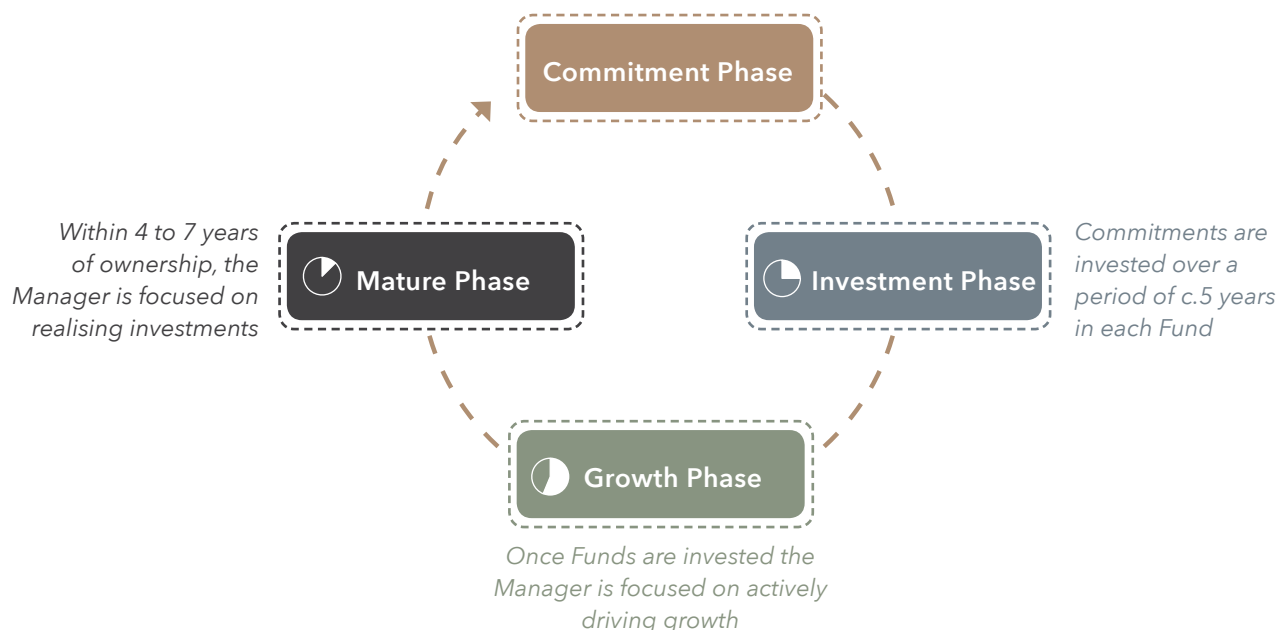 Commitment Phase
Within 4 to 7 years
of ownership, the
Manager is focused on
realising investments
Mature Phase
Investment Phase
Commitments are
invested over a
period of c.5 years
in each Fund
Growth Phase
Once Funds are invested the
Manager is focused on actively
driving growth